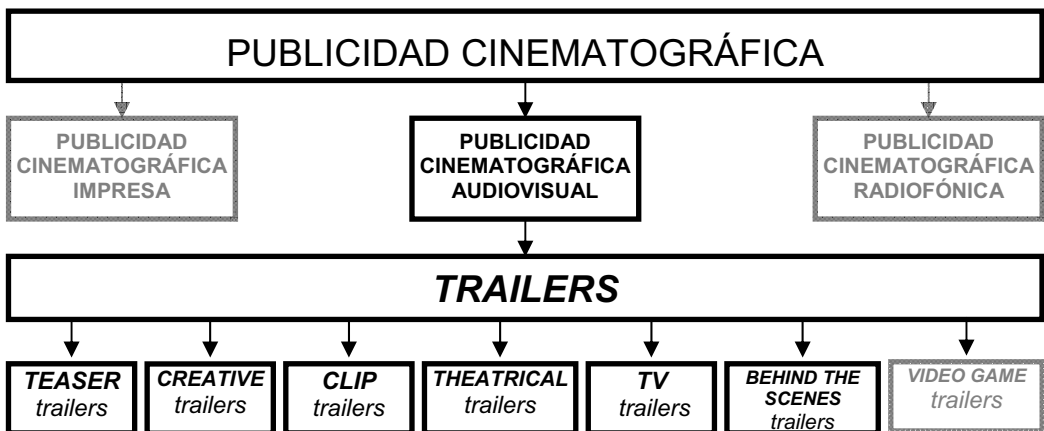 PUBLICIDAD CINEMATOGRÁFICA
PUBLICIDAD
CINEMATOGRÁFICA
IMPRESA
PUBLICIDAD
CINEMATOGRÁFICA
AUDIOVISUAL
PUBLICIDAD
CINEMATOGRÁFICA
RADIOFÓNICA
TRAILERS
TEASER
trailers
CREATIVE
trailers
CLIP
trailers
THEATRICAL
trailers
TV
trailers
BEHIND THE
SCENES
trailers
VIDEO GAME
trailers